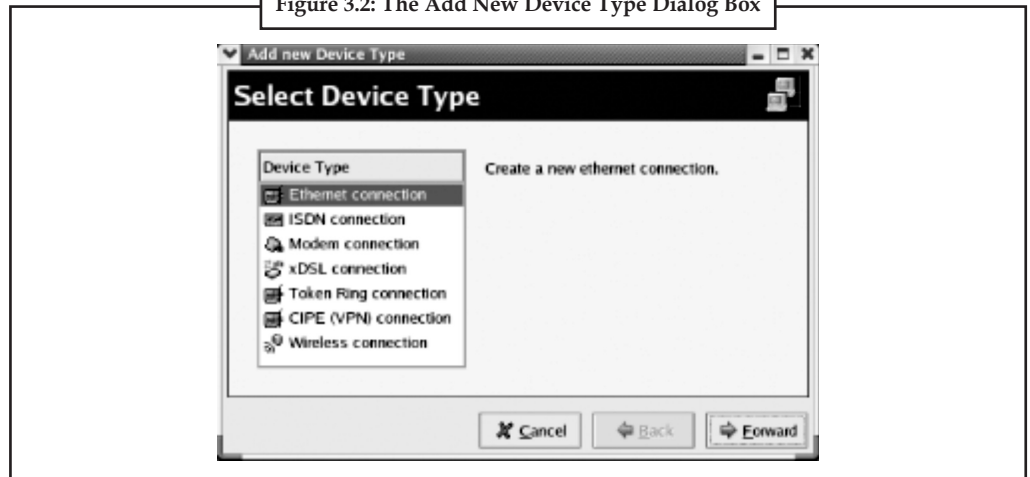 Figure 3.2: The Add New Device Type Dialog Box
Add new Device Type
Select Device Type
Device Type
Create a new ethernet connection.
Ethernet connection
ISDN connection
Modem connection
xDSL connection
Token Ring connection
CIPE (VPN) connection
Wireless connection
Cancel
Back
Forward